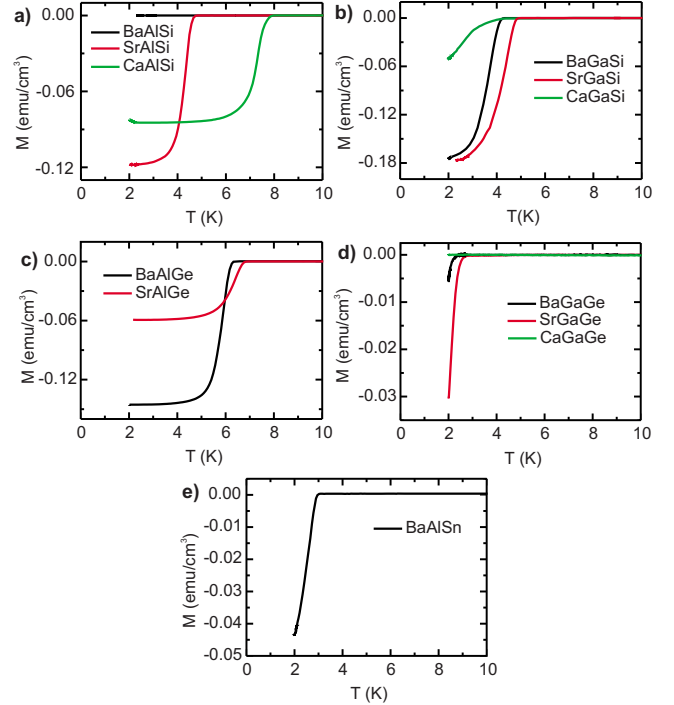 a)
BaAlSi
SrAlSi
CaAlSi
0.00
-0.06
-0.12
M (emu/cm³)
0 2 4 6 8 10
T (K)
b)
BaGaSi
SrGaSi
CaGaSi
0.00
-0.06
-0.12
-0.18
M (emu/cm³)
0 2 4 6 8 10
T(K)
c)
BaAlGe
SrAlGe
0.00
-0.06
-0.12
M (emu/cm³)
0 2 4 6 8 10
T (K)
d)
BaGaGe
SrGaGe
CaGaGe
0.00
-0.01
-0.02
-0.03
M (emu/cm³)
0 2 4 6 8 10
T (K)
e)
BaAlSn
0.00
-0.01
-0.02
-0.03
-0.04
-0.05
M (emu/cm³)
0 2 4 6 8 10
T (K)